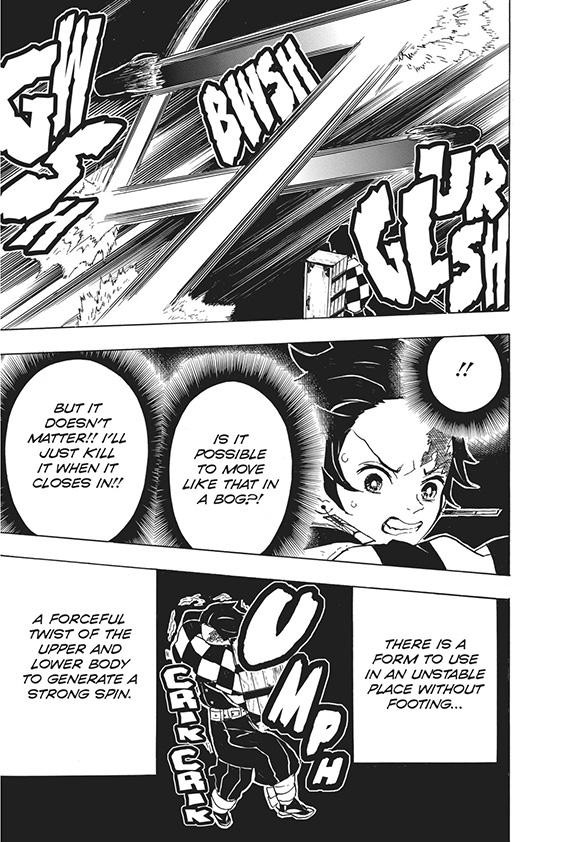 GLURSH
BWSH
GWSH
!!
IS IT
POSSIBLE
TO MOVE
LIKE THAT IN
A BOG?!
BUT IT
DOESN'T
MATTER!! I'LL
JUST KILL
IT WHEN IT
CLOSES IN!!
THERE IS A
FORM TO USE
IN AN UNSTABLE
PLACE WITHOUT
FOOTING...
UMPH
CRIK CRIK
A FORCEFUL
TWIST OF THE
UPPER AND
LOWER BODY
TO GENERATE A
STRONG SPIN.